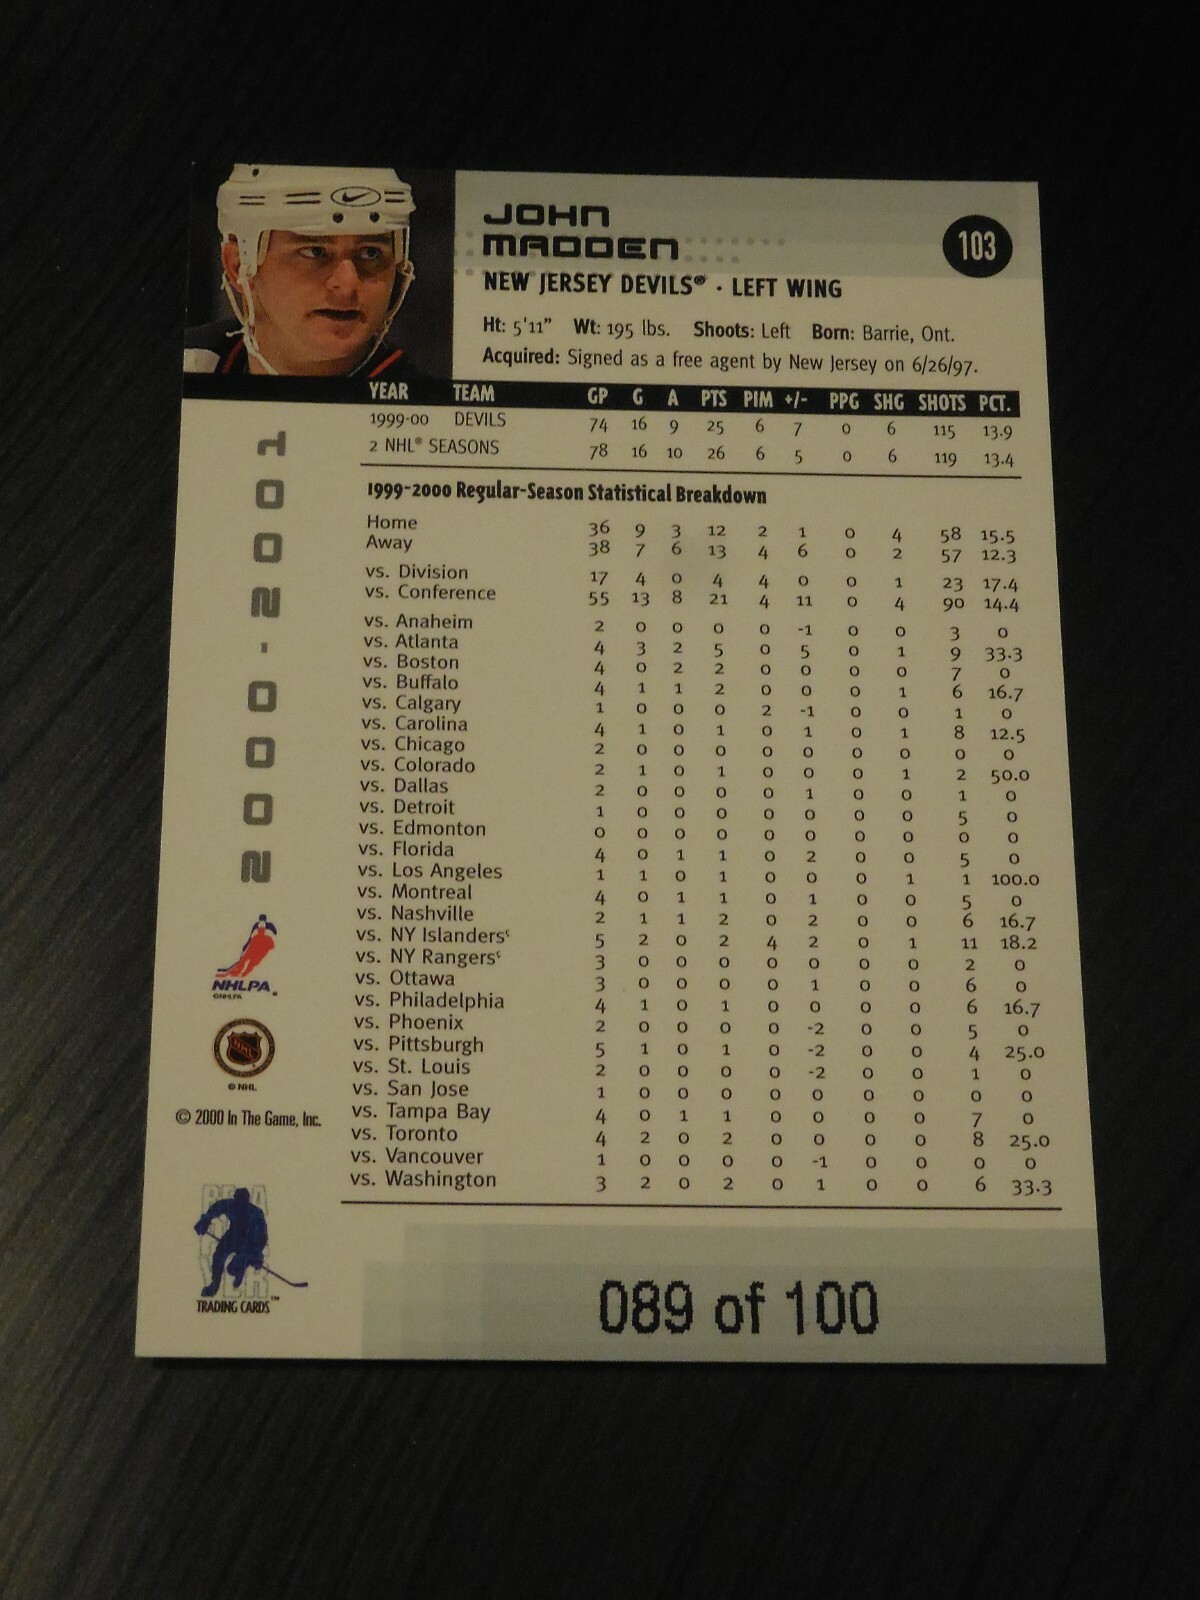 JOHN
MADDEN
103
NEW JERSEY DEVILS® · LEFT WING
Ht: 5'11" Wt: 195 lbs. Shoots: Left Born: Barrie, Ont.
Acquired: Signed as a free agent by New Jersey on 6/26/97.
YEAR TEAM GP G A PTS PIM +/- PPG SHG SHOTS PCT.
1999-00 DEVILS 74 16 9 25 6 7 0 6 115 13.9
2 NHL® SEASONS 78 16 10 26 6 5 0 6 119 13.4
1999-2000 Regular-Season Statistical Breakdown
Home 36 9 3 12 2 1 0 4 58 15.5
Away 38 7 6 13 4 6 0 2 57 12.3
vs. Division 17 4 0 4 4 0 0 1 23 17.4
vs. Conference 55 13 8 21 4 11 0 4 90 14.4
vs. Anaheim 2 0 0 0 0 -1 0 0 3 0
vs. Atlanta 4 3 2 5 0 5 0 1 9 33.3
vs. Boston 4 0 2 2 0 0 0 0 7 0
vs. Buffalo 4 1 1 2 0 0 0 1 6 16.7
vs. Calgary 1 0 0 0 2 -1 0 0 1 0
vs. Carolina 4 1 0 1 0 1 0 1 8 12.5
vs. Chicago 2 0 0 0 0 0 0 0 0 0
vs. Colorado 2 1 0 1 0 0 0 1 2 50.0
vs. Dallas 2 0 0 0 0 1 0 0 1 0
vs. Detroit 1 0 0 0 0 0 0 0 5 0
vs. Edmonton 0 0 0 0 0 0 0 0 0 0
vs. Florida 4 0 1 1 0 2 0 0 5 0
vs. Los Angeles 1 1 0 1 0 0 0 1 1 100.0
vs. Montreal 4 0 1 1 0 1 0 0 5 0
vs. Nashville 2 1 1 2 0 2 0 0 6 16.7
vs. NY Islanders 5 2 0 2 4 2 0 1 11 18.2
vs. NY Rangers 3 0 0 0 0 0 0 0 2 0
vs. Ottawa 3 0 0 0 0 1 0 0 6 0
vs. Philadelphia 4 1 0 1 0 0 0 0 6 16.7
vs. Phoenix 2 0 0 0 0 -2 0 0 5 0
vs. Pittsburgh 5 1 0 1 0 -2 0 0 4 25.0
vs. St. Louis 2 0 0 0 0 -2 0 0 1 0
vs. San Jose 1 0 0 0 0 0 0 0 0 0
vs. Tampa Bay 4 0 1 1 0 0 0 0 7 0
vs. Toronto 4 2 0 2 0 0 0 0 8 25.0
vs. Vancouver 1 0 0 0 0 -1 0 0 0 0
vs. Washington 3 2 0 2 0 1 0 0 6 33.3
2000-2001
NHLPA®
©NHLPA
NHL
© NHL
© 2000 In The Game, Inc.
BE A
PLAYER
TRADING CARDS™
089 of 100